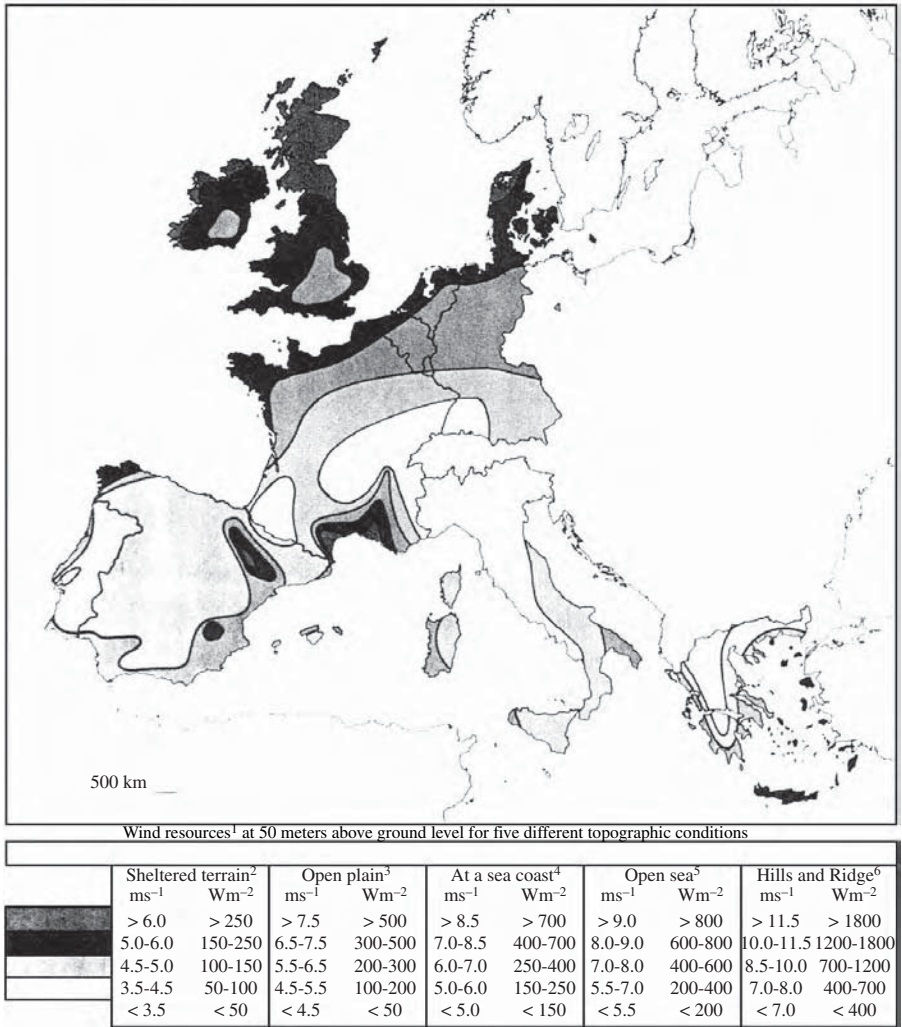 500 km
Wind resources¹ at 50 meters above ground level for five different topographic conditions
Sheltered terrain² Open plain³ At a sea coast⁴ Open sea⁵ Hills and Ridge⁶
ms⁻¹ Wm⁻² ms⁻¹ Wm⁻² ms⁻¹ Wm⁻² ms⁻¹ Wm⁻² ms⁻¹ Wm⁻²
> 6.0 > 250 > 7.5 > 500 > 8.5 > 700 > 9.0 > 800 > 11.5 > 1800
5.0-6.0 150-250 6.5-7.5 300-500 7.0-8.5 400-700 8.0-9.0 600-800 10.0-11.5 1200-1800
4.5-5.0 100-150 5.5-6.5 200-300 6.0-7.0 250-400 7.0-8.0 400-600 8.5-10.0 700-1200
3.5-4.5 50-100 4.5-5.5 100-200 5.0-6.0 150-250 5.5-7.0 200-400 7.0-8.0 400-700
< 3.5 < 50 < 4.5 < 50 < 5.0 < 150 < 5.5 < 200 < 7.0 < 400